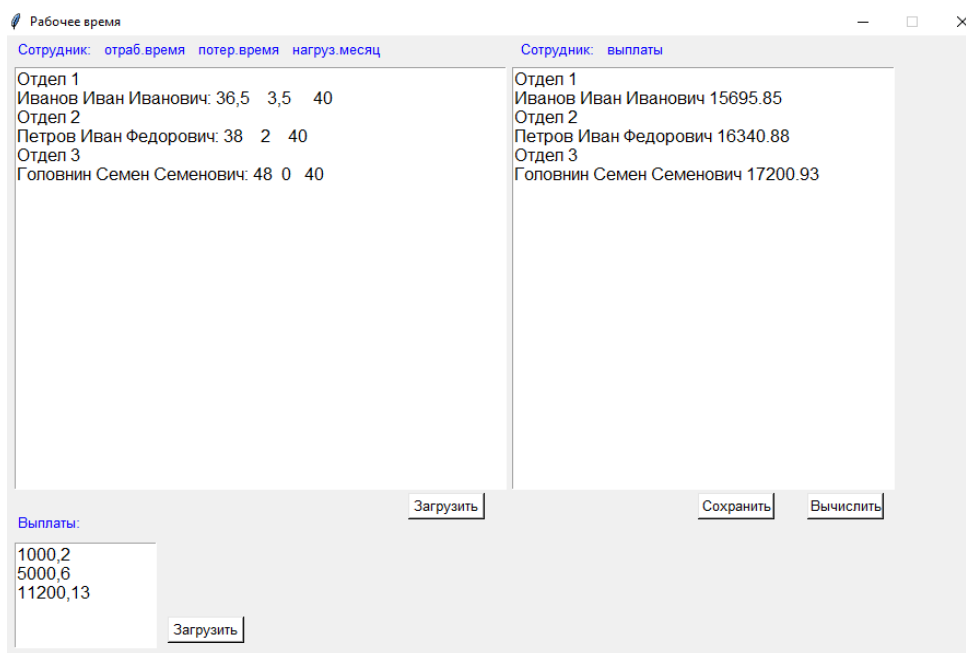 Рабочее время
Сотрудник: отраб.время потер.время нагруз.месяц
Отдел 1
Иванов Иван Иванович: 36,5 3,5 40
Отдел 2
Петров Иван Федорович: 38 2 40
Отдел 3
Головнин Семен Семенович: 48 0 40
Загрузить
Сотрудник: выплаты
Отдел 1
Иванов Иван Иванович 15695.85
Отдел 2
Петров Иван Федорович 16340.88
Отдел 3
Головнин Семен Семенович 17200.93
Сохранить Вычислить
Выплаты:
1000,2
5000,6
11200,13
Загрузить